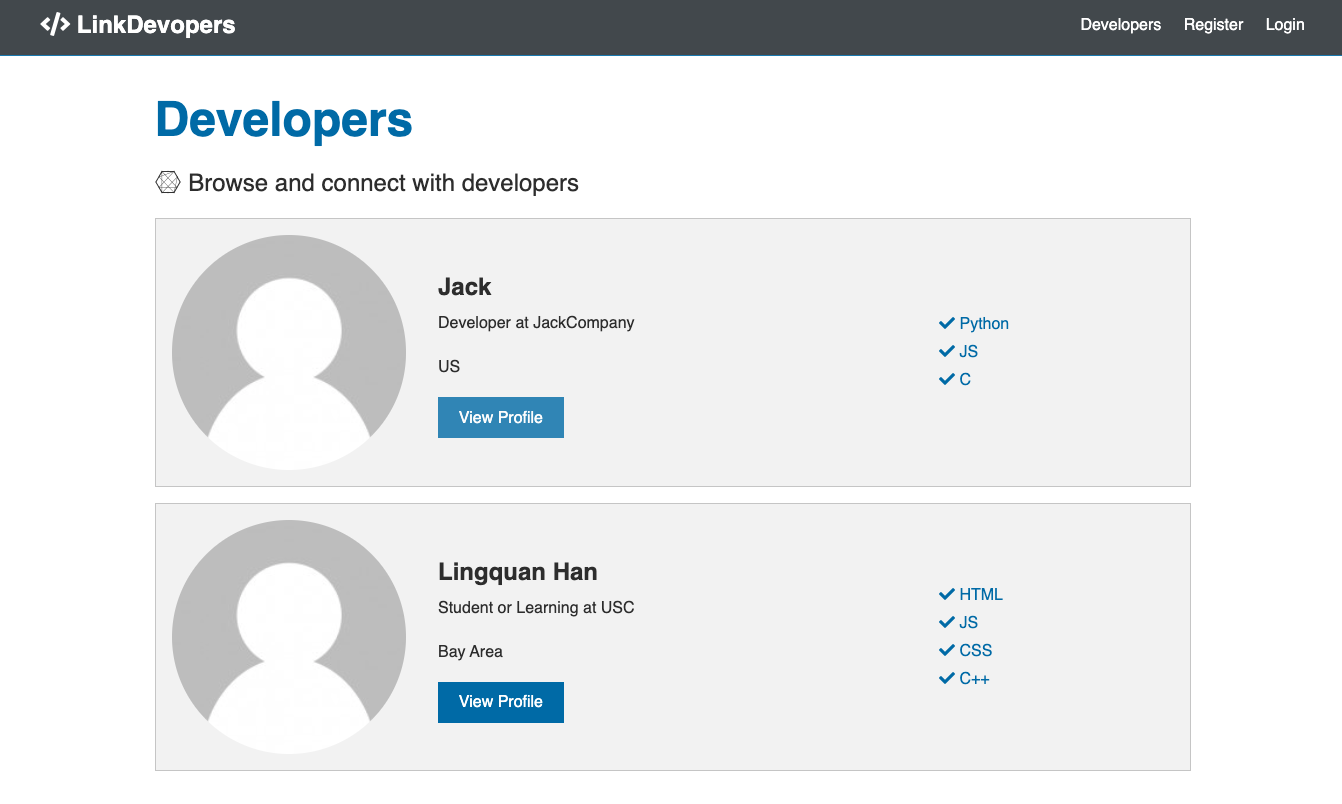 LinkDevopers
Developers Register Login
Developers
Browse and connect with developers
Jack
Developer at JackCompany
US
View Profile
Python
JS
C
Lingquan Han
Student or Learning at USC
Bay Area
View Profile
HTML
JS
CSS
C++